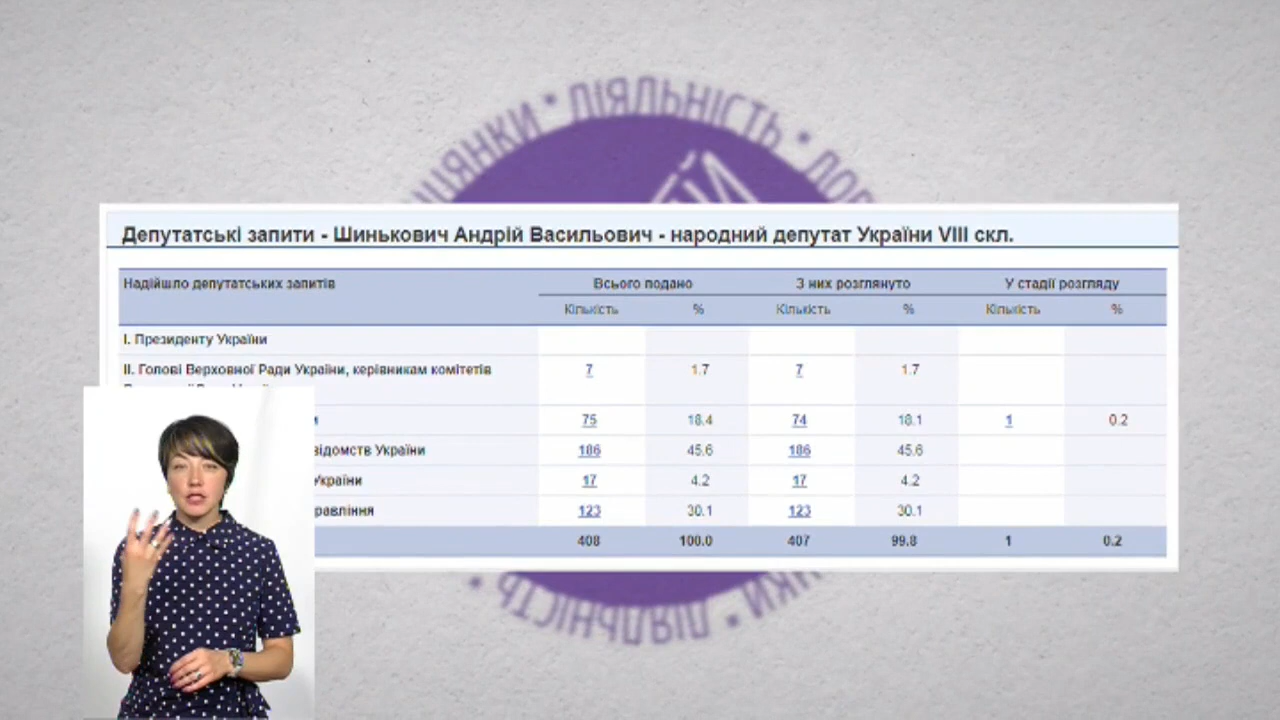 ДІЯЛЬНІСТЬ
Депутатські запити - Шинькович Андрій Васильович - народний депутат України VIII скл.
Надійшло депутатських запитів Всього подано З них розглянуто У стадії розгляду
Кількість % Кількість % Кількість %
I. Президенту України
II. Голові Верховної Ради України, керівникам комітетів 7 1.7 7 1.7
75 18.4 74 18.1 1 0.2
відомств України 186 45.6 186 45.6
України 17 4.2 17 4.2
равління 123 30.1 123 30.1
408 100.0 407 99.8 1 0.2
ДІЯЛЬНІСТЬ